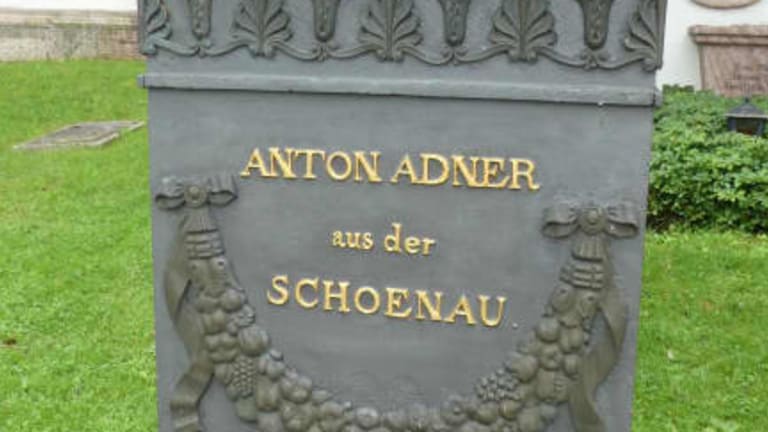 ANTON ADNER
aus der
SCHOENAU.